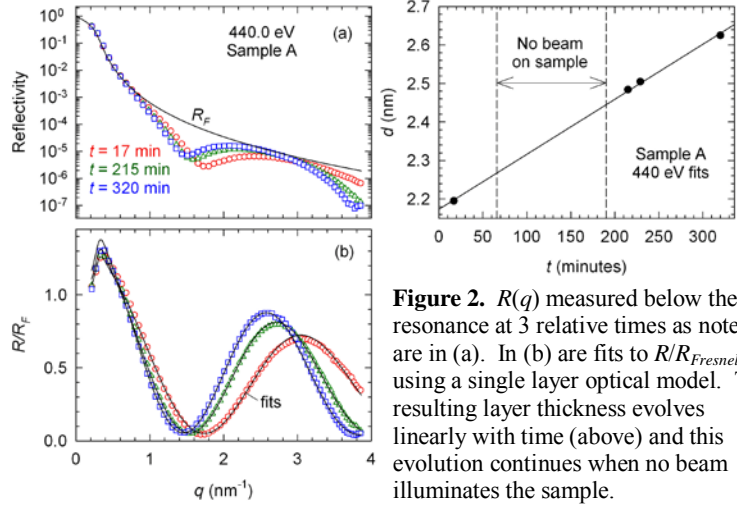 440.0 eV
Sample A
(a)
R_F
Reflectivity
10^0
10^-1
10^-2
10^-3
10^-4
10^-5
10^-6
10^-7
t = 17 min
t = 215 min
t = 320 min
(b)
R/R_F
1.0
0.5
0.0
fits
0 1 2 3 4
q (nm^-1)
2.7
2.6
2.5
2.4
2.3
2.2
d (nm)
No beam
on sample
Sample A
440 eV fits
0 50 100 150 200 250 300
t (minutes)
Figure 2. R(q) measured below the
resonance at 3 relative times as note
are in (a). In (b) are fits to R/R_Fresnel
using a single layer optical model.
resulting layer thickness evolves
linearly with time (above) and this
evolution continues when no beam
illuminates the sample.